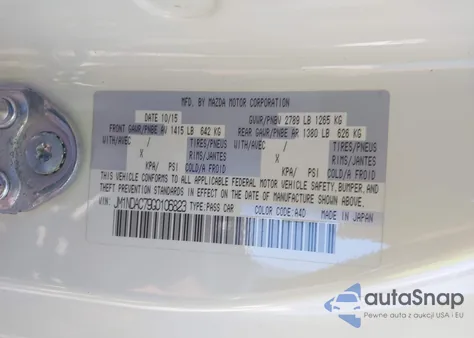 MFD. BY MAZDA MOTOR CORPORATION
DATE 10/15 GVWR/PNBV 2789 LB 1265 KG
FRONT GAWR/PNBE AV 1415 LB 642 KG REAR GAWR/PNBE AR 1380 LB 626 KG
WITH/AVEC / TIRES/PNEUS WITH/AVEC / TIRES/PNEUS
X RIMS/JANTES X RIMS/JANTES
KPA/ PSI COLD/A FROID KPA/ PSI COLD/A FROID
THIS VEHICLE CONFORMS TO ALL APPLICABLE FEDERAL MOTOR VEHICLE SAFETY, BUMPER, AND
THEFT PREVENTION STANDARDS IN EFFECT ON THE DATE OF MANUFACTURE SHOWN ABOVE.
VIN: JM1NDAC79G0106823 TYPE: PASS CAR COLOR CODE: A4D MADE IN JAPAN
autoSnap
Pewne auta z aukcji USA i EU